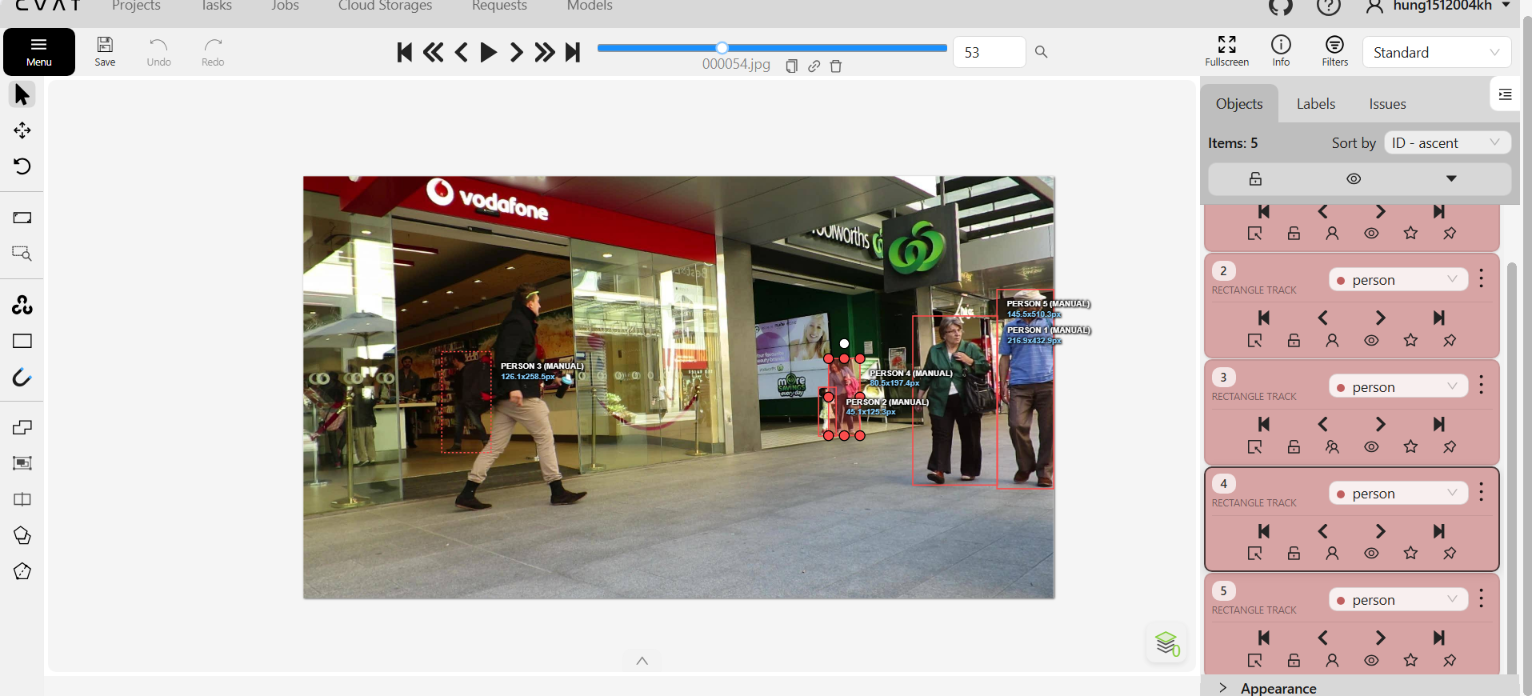 CVAT
Projects
Tasks
Jobs
Cloud Storages
Requests
Models
hung1512004kh
Menu
Save
Undo
Redo
000054.jpg
53
Fullscreen
Info
Filters
Standard
Objects
Labels
Issues
Items: 5
Sort by
ID - ascent
vodafone
oolworths
PERSON 5 (MANUAL)
145.5x510.3px
PERSON 1 (MANUAL)
216.9x432.9px
PERSON 3 (MANUAL)
126.1x258.5px
PERSON 4 (MANUAL)
80.5x197.4px
PERSON 2 (MANUAL)
45.1x125.3px
2
person
RECTANGLE TRACK
3
person
RECTANGLE TRACK
4
person
RECTANGLE TRACK
5
person
RECTANGLE TRACK
0
Appearance